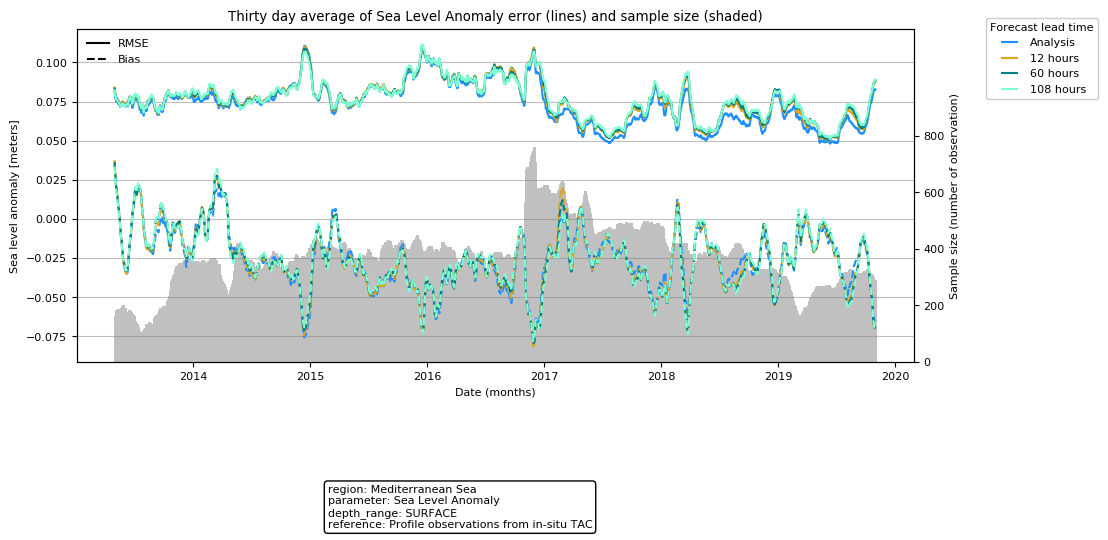 Thirty day average of Sea Level Anomaly error (lines) and sample size (shaded)
RMSE
Bias
Forecast lead time
Analysis
12 hours
60 hours
108 hours
Sea level anomaly [meters]
0.100
0.075
0.050
0.025
0.000
−0.025
−0.050
−0.075
Sample size (number of observation)
800
600
400
200
0
2014
2015
2016
2017
2018
2019
2020
Date (months)
region: Mediterranean Sea
parameter: Sea Level Anomaly
depth_range: SURFACE
reference: Profile observations from in-situ TAC